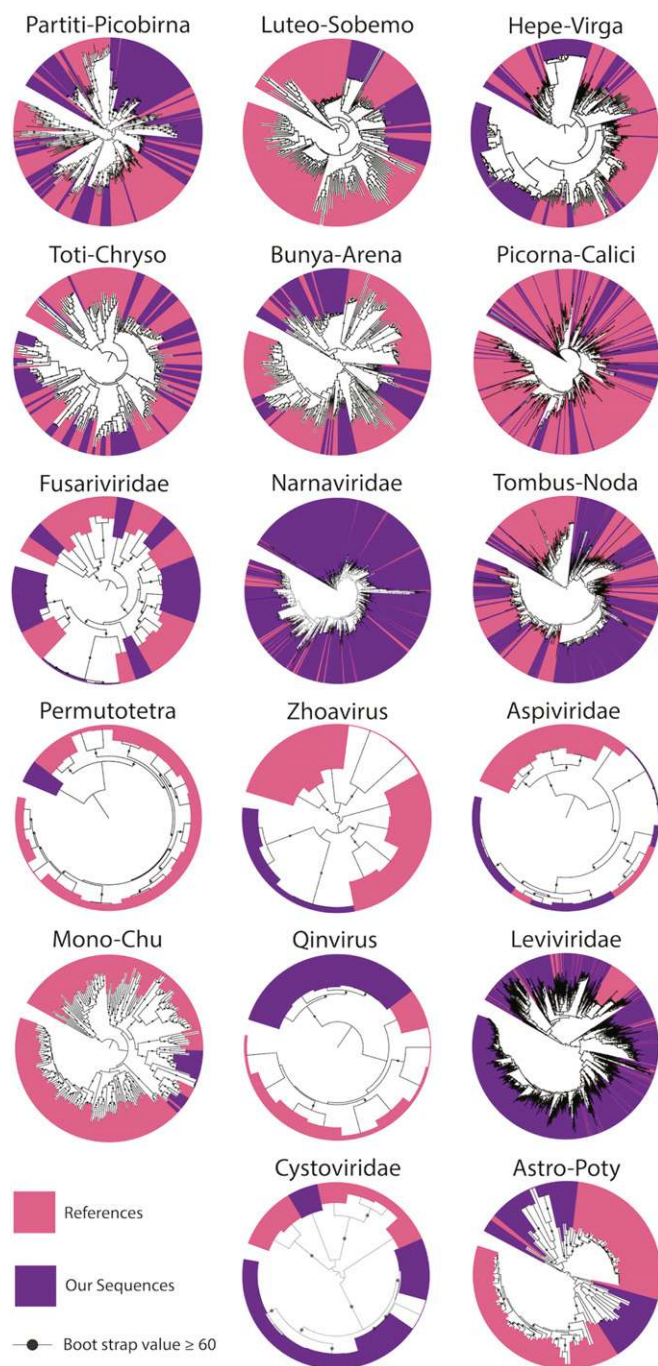 Partiti-Picobirna
Luteo-Sobemo
Hepe-Virga
Toti-Chryso
Bunya-Arena
Picorna-Calici
Fusariviridae
Narnaviridae
Tombus-Noda
Permutotetra
Zhoavirus
Aspiviridae
Mono-Chu
Qinvirus
Leviviridae
Cystoviridae
Astro-Poty
References
Our Sequences
Boot strap value ≥ 60